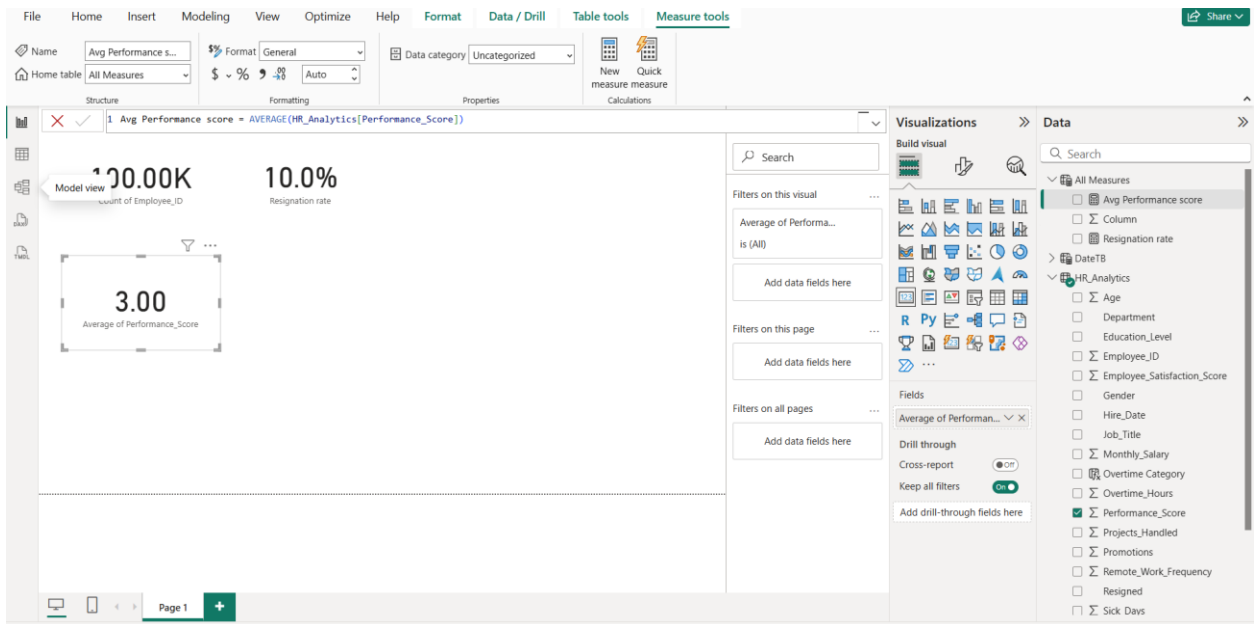 File Home Insert Modeling View Optimize Help Format Data / Drill Table tools Measure tools Share
Name Avg Performance s...
Home table All Measures
Structure
$% Format General
$ % 9 .00 Auto
Formatting
Data category Uncategorized
Properties
New measure
Quick measure
Calculations
1 Avg Performance score = AVERAGE(HR_Analytics[Performance_Score])
Model view
DAX
TMDL
100.00K
Count of Employee_ID
10.0%
Resignation rate
3.00
Average of Performance_Score
Search
Filters on this visual ...
Average of Performa...
is (All)
Add data fields here
Filters on this page ...
Add data fields here
Filters on all pages ...
Add data fields here
Visualizations
Build visual
123
R Py
...
Fields
Average of Performan...
Drill through
Cross-report Off
Keep all filters On
Add drill-through fields here
Data
Search
All Measures
Avg Performance score
∑ Column
Resignation rate
DateTB
HR_Analytics
∑ Age
Department
Education_Level
∑ Employee_ID
∑ Employee_Satisfaction_Score
Gender
Hire_Date
Job_Title
∑ Monthly_Salary
Overtime Category
∑ Overtime_Hours
∑ Performance_Score
∑ Projects_Handled
∑ Promotions
∑ Remote_Work_Frequency
Resigned
∑ Sick_Days
Page 1 +